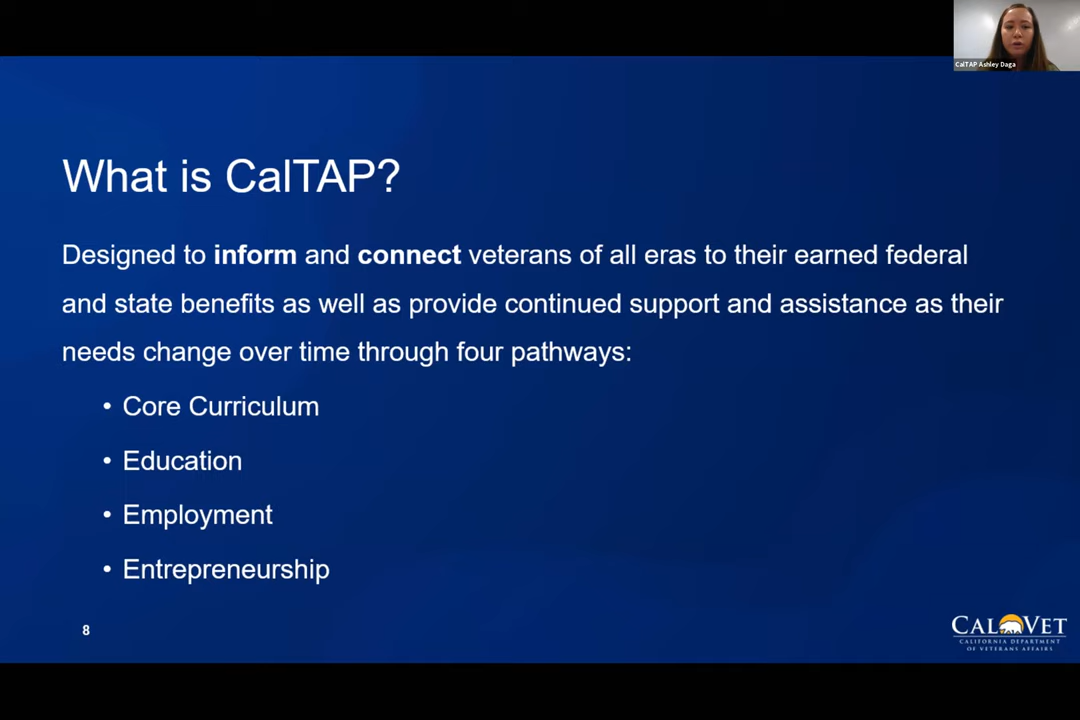 CalTAP Ashley Daga
What is CalTAP?
Designed to inform and connect veterans of all eras to their earned federal
and state benefits as well as provide continued support and assistance as their
needs change over time through four pathways:
• Core Curriculum
• Education
• Employment
• Entrepreneurship
8
CALVET
CALIFORNIA DEPARTMENT
OF VETERANS AFFAIRS